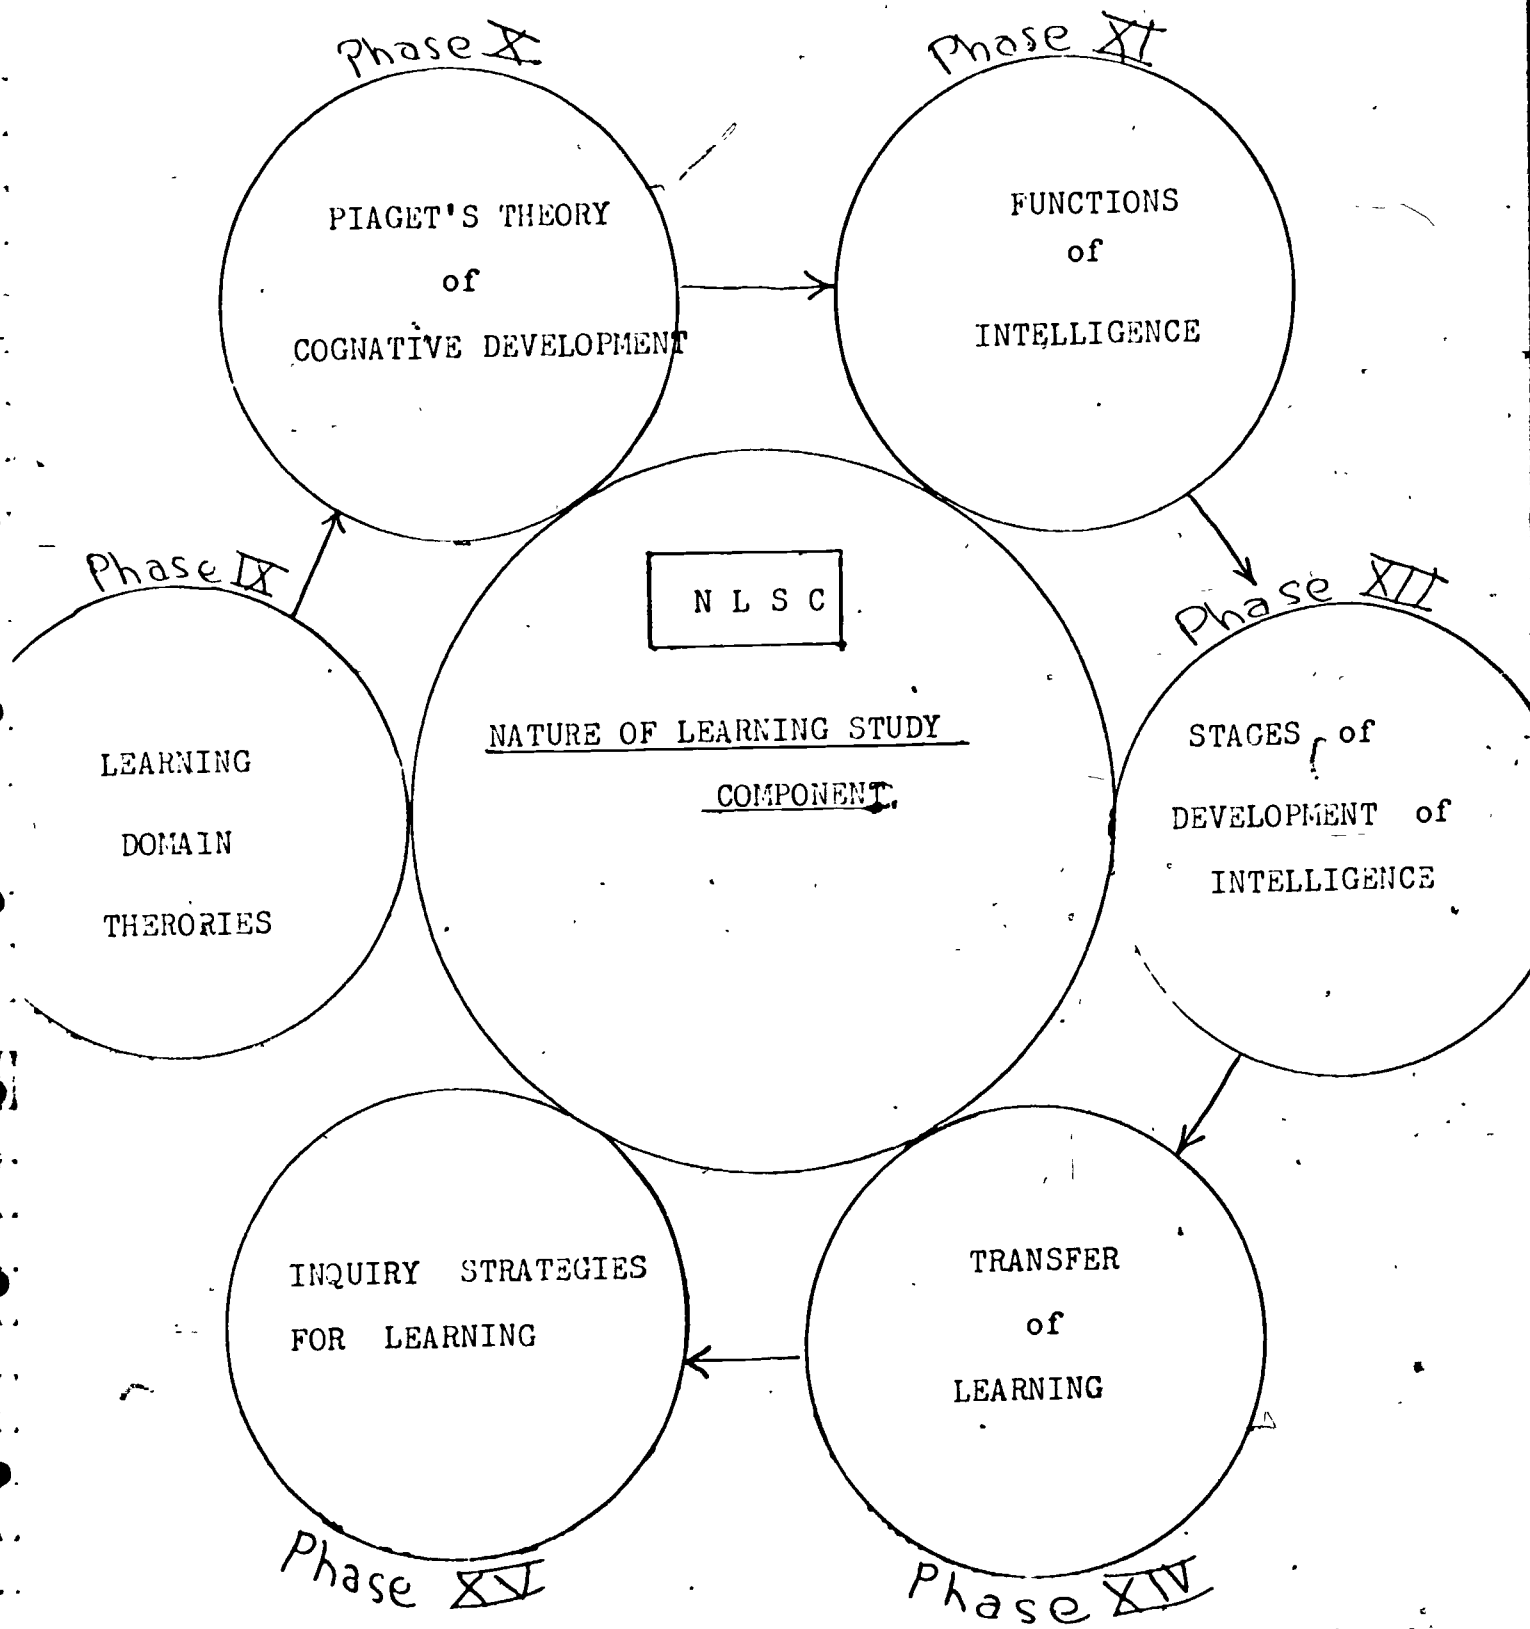 Phase X
PIAGET'S THEORY
of
COGNATIVE DEVELOPMENT
Phase XI
FUNCTIONS
of
INTELLIGENCE
Phase IX
LEARNING
DOMAIN
THERORIES
N L S C
NATURE OF LEARNING STUDY
COMPONENT.
Phase XII
STAGES of
DEVELOPMENT of
INTELLIGENCE
INQUIRY STRATEGIES
FOR LEARNING
Phase XV
TRANSFER
of
LEARNING
Phase XIV